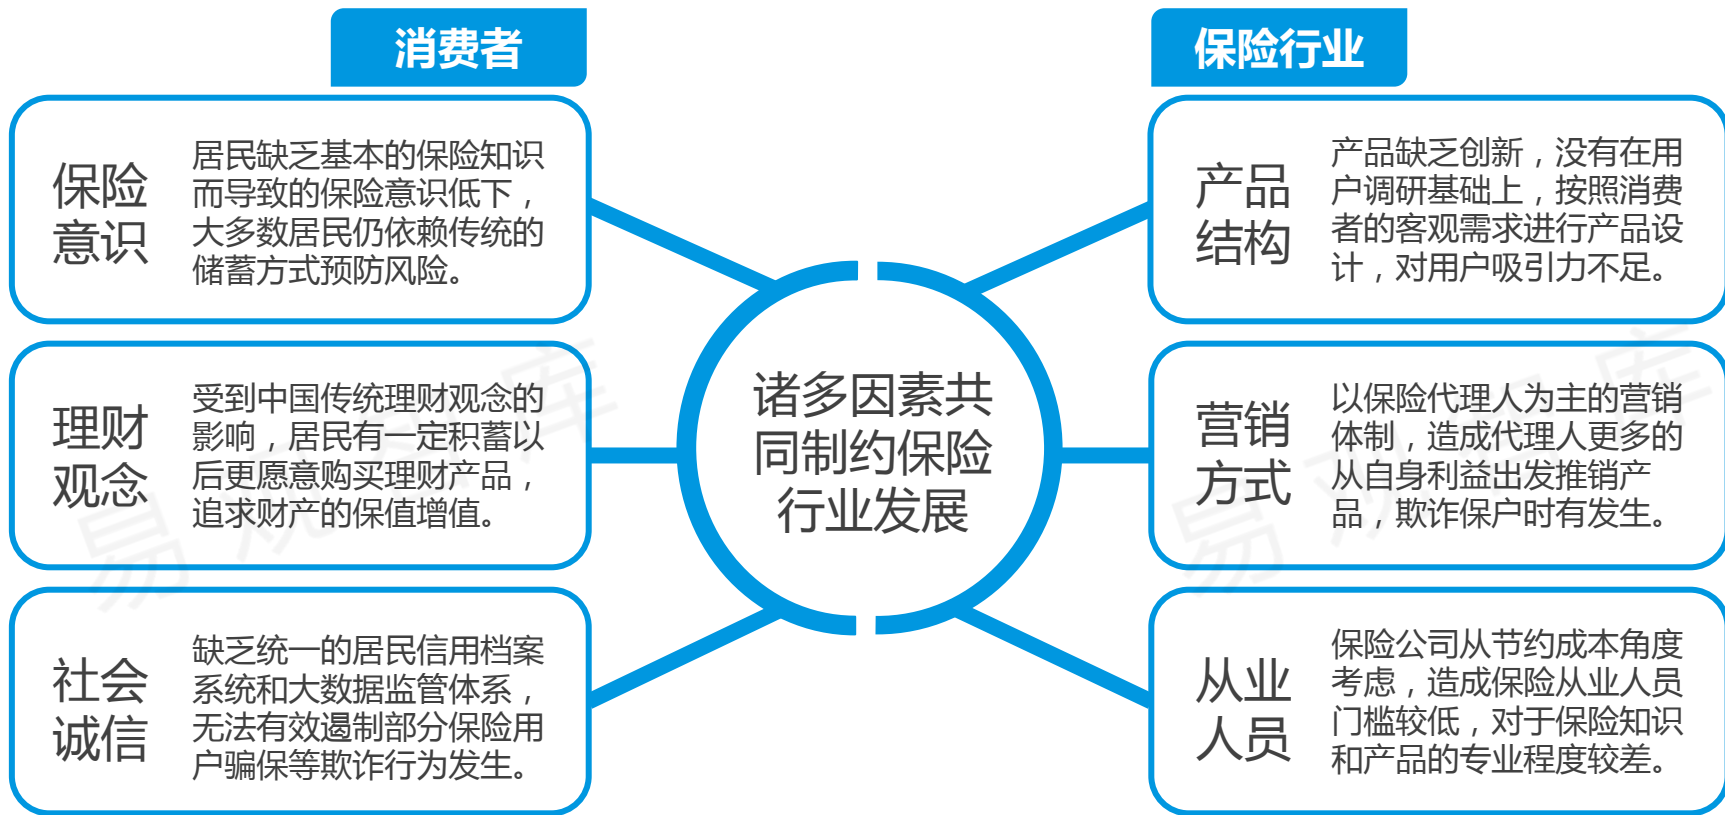 消费者
保险
意识
居民缺乏基本的保险知识
而导致的保险意识低下，
大多数居民仍依赖传统的
储蓄方式预防风险。
理财
观念
受到中国传统理财观念的
影响，居民有一定积蓄以
后更愿意购买理财产品，
追求财产的保值增值。
社会
诚信
缺乏统一的居民信用档案
系统和大数据监管体系，
无法有效遏制部分保险用
户骗保等欺诈行为发生。
诸多因素共
同制约保险
行业发展
保险行业
产品
结构
产品缺乏创新，没有在用
户调研基础上，按照消费
者的客观需求进行产品设
计，对用户吸引力不足。
营销
方式
以保险代理人为主的营销
体制，造成代理人更多的
从自身利益出发推销产
品，欺诈保户时有发生。
从业
人员
保险公司从节约成本角度
考虑，造成保险从业人员
门槛较低，对于保险知识
和产品的专业程度较差。
易观智库
易观智库